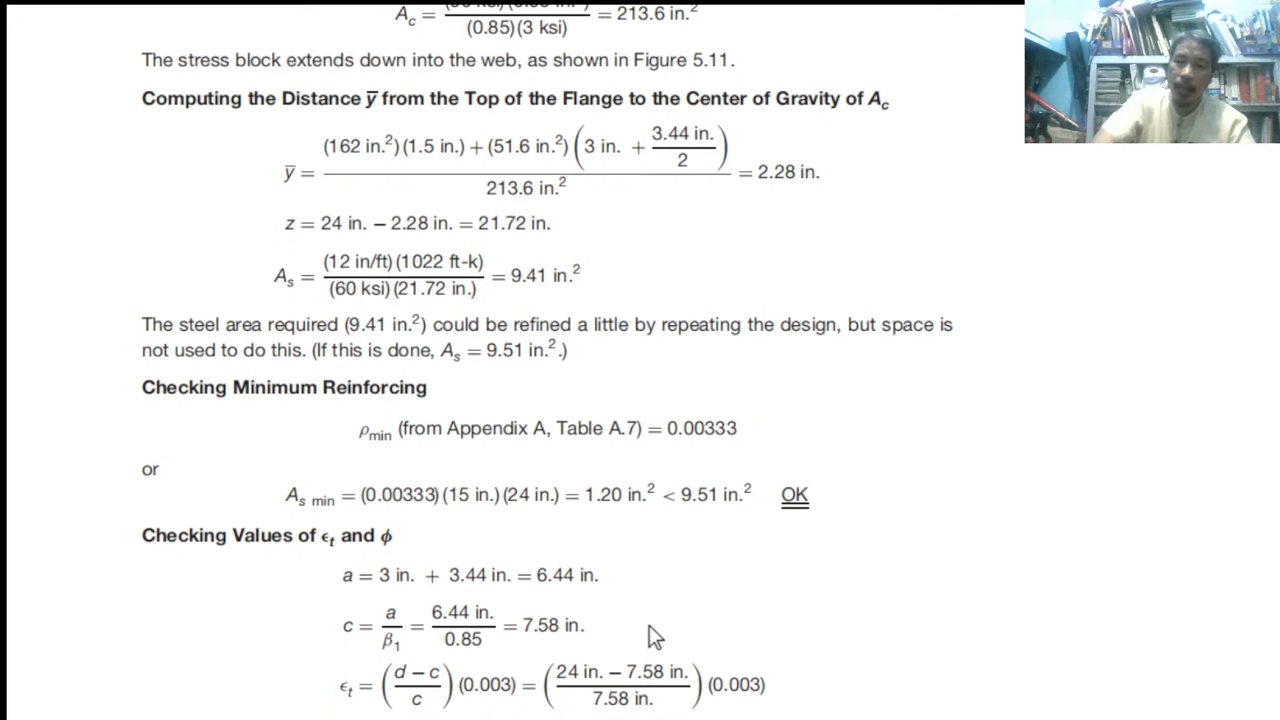 A_c = = 213.6 in.²
(0.85)(3 ksi)
The stress block extends down into the web, as shown in Figure 5.11.
Computing the Distance ȳ from the Top of the Flange to the Center of Gravity of A_c
ȳ = ((162 in.²)(1.5 in.) + (51.6 in.²)(3 in. + 3.44 in./2)) / 213.6 in.² = 2.28 in.
z = 24 in. − 2.28 in. = 21.72 in.
A_s = (12 in/ft)(1022 ft-k) / (60 ksi)(21.72 in.) = 9.41 in.²
The steel area required (9.41 in.²) could be refined a little by repeating the design, but space is
not used to do this. (If this is done, A_s = 9.51 in.².)
Checking Minimum Reinforcing
ρ_min (from Appendix A, Table A.7) = 0.00333
or
A_s min = (0.00333)(15 in.)(24 in.) = 1.20 in.² < 9.51 in.² OK
Checking Values of ϵ_t and ϕ
a = 3 in. + 3.44 in. = 6.44 in.
c = a/β₁ = 6.44 in./0.85 = 7.58 in.
ϵ_t = ((d − c)/c)(0.003) = ((24 in. − 7.58 in.)/7.58 in.)(0.003)